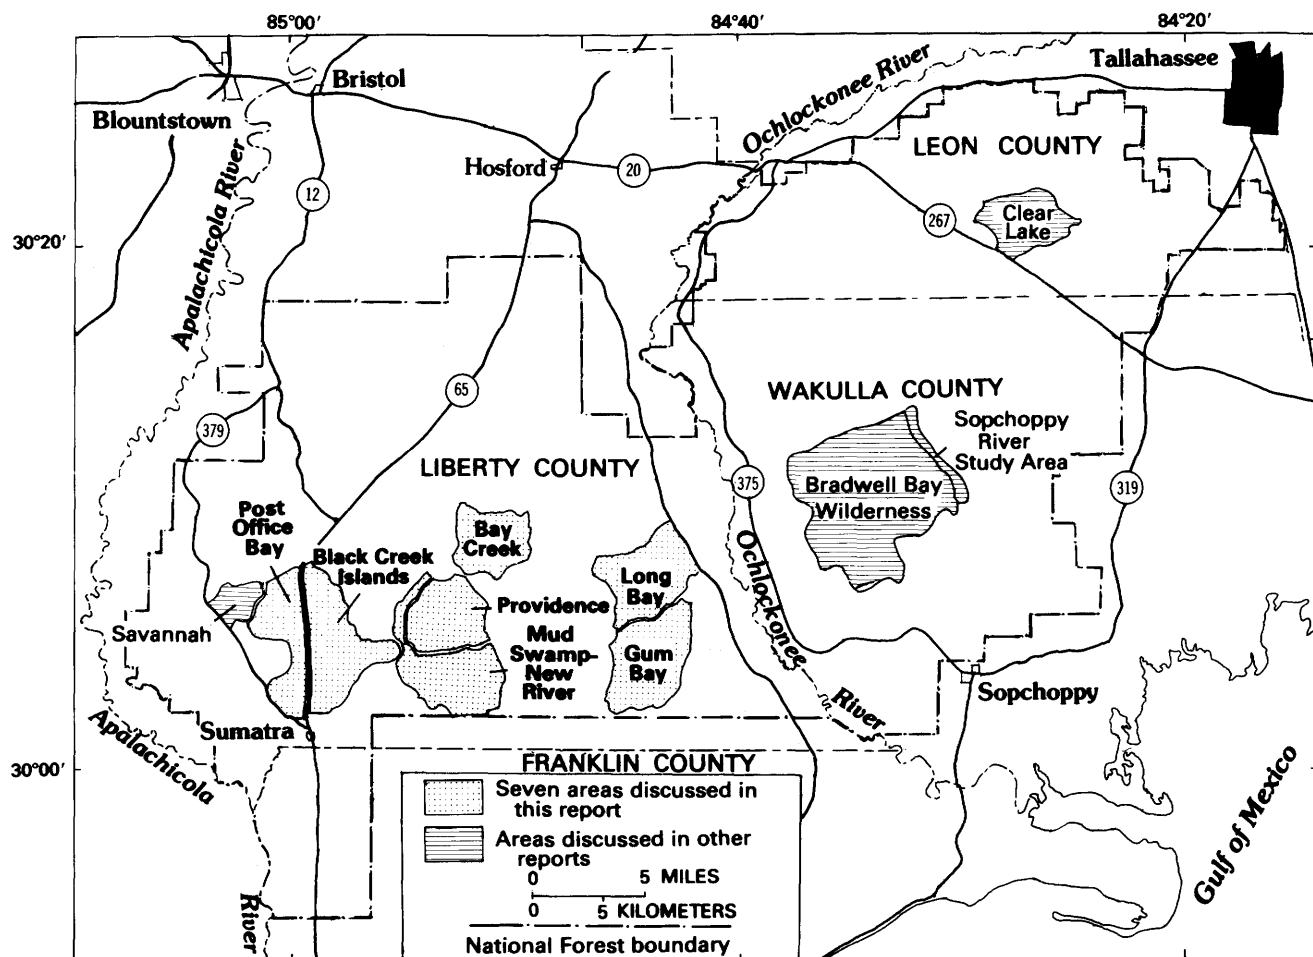 85°00'
84°40'
84°20'
Tallahassee
Bristol
Blountstown
Ochlockonee River
LEON COUNTY
Hosford
20
12
Apalachicola River
267
Clear
Lake
30°20'
65
WAKULLA COUNTY
379
Sopchoppy
River
Study Area
LIBERTY COUNTY
375
Bradwell Bay
Wilderness
319
Post
Office
Bay
Bay
Creek
Black Creek
Islands
Long
Bay
Ochlockonee
River
Providence
Savannah
Mud
Swamp-
New
River
Gum
Bay
Sopchoppy
Sumatra
Apalachicola
River
30°00'
FRANKLIN COUNTY
Gulf of Mexico
Seven areas discussed in
this report
Areas discussed in other
reports
0 5 MILES
0 5 KILOMETERS
National Forest boundary